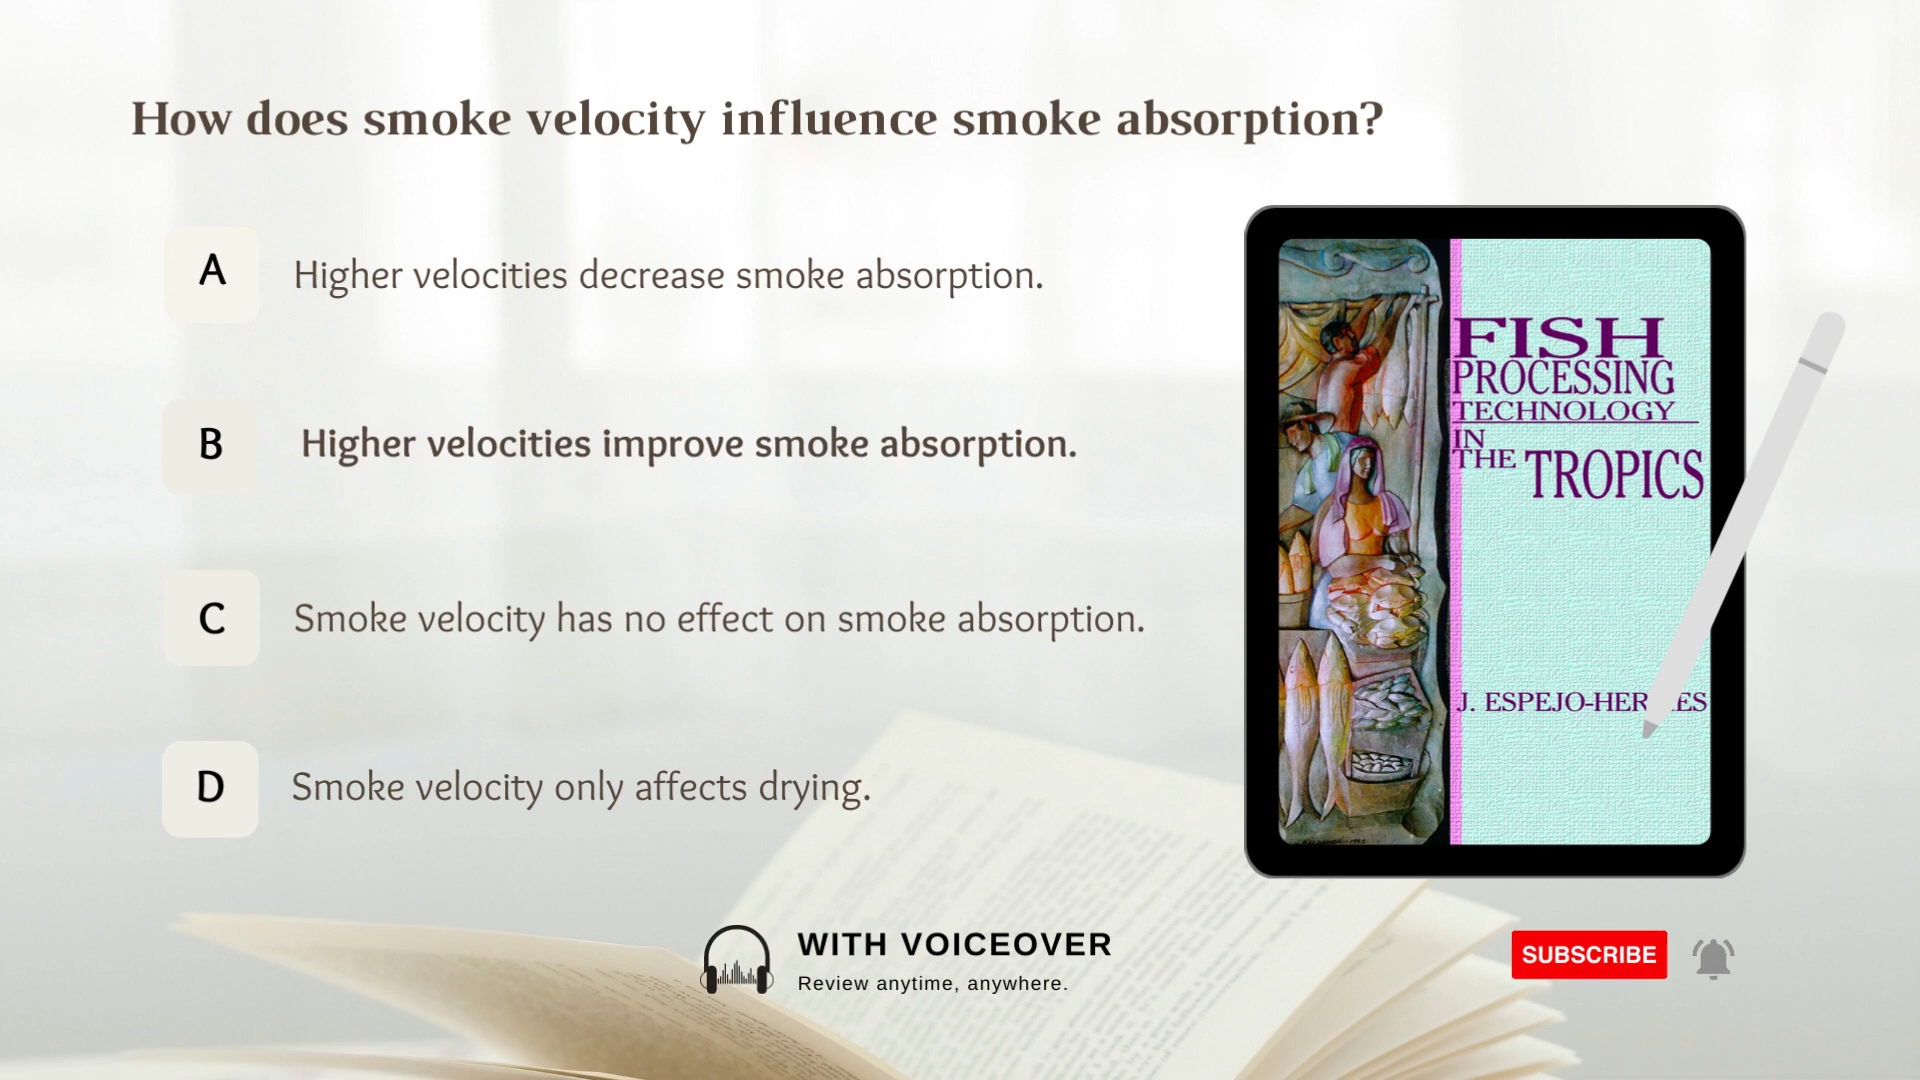 How does smoke velocity influence smoke absorption?
A
Higher velocities decrease smoke absorption.
B
Higher velocities improve smoke absorption.
C
Smoke velocity has no effect on smoke absorption.
D
Smoke velocity only affects drying.
FISH
PROCESSING
TECHNOLOGY
IN
THE TROPICS
J. ESPEJO-HER
WITH VOICEOVER
Review anytime, anywhere.
SUBSCRIBE